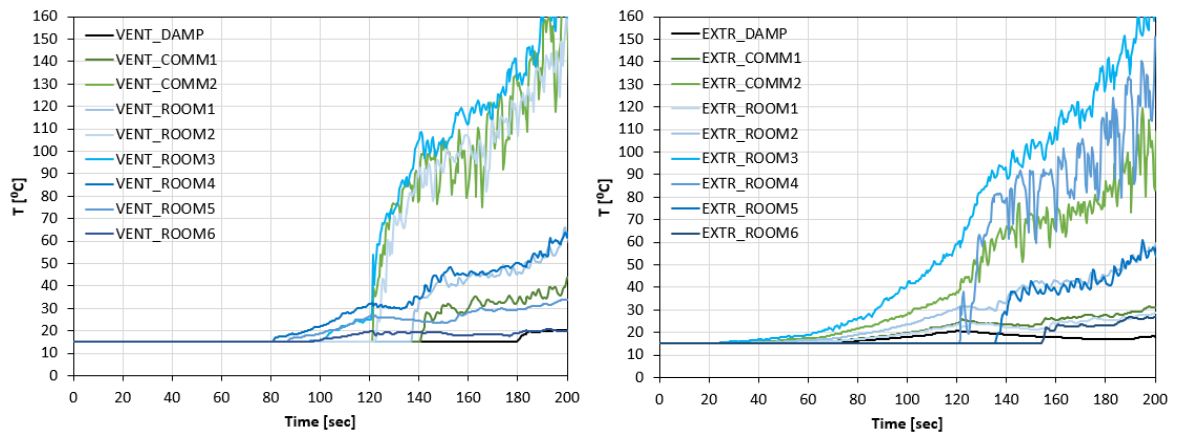 160
150
140
130
120
110
100
90
80
70
60
50
40
30
20
10
0
T [⁰C]
VENT_DAMP
VENT_COMM1
VENT_COMM2
VENT_ROOM1
VENT_ROOM2
VENT_ROOM3
VENT_ROOM4
VENT_ROOM5
VENT_ROOM6
0 20 40 60 80 100 120 140 160 180 200
Time [sec]
160
150
140
130
120
110
100
90
80
70
60
50
40
30
20
10
0
T [⁰C]
EXTR_DAMP
EXTR_COMM1
EXTR_COMM2
EXTR_ROOM1
EXTR_ROOM2
EXTR_ROOM3
EXTR_ROOM4
EXTR_ROOM5
EXTR_ROOM6
0 20 40 60 80 100 120 140 160 180 200
Time [sec]